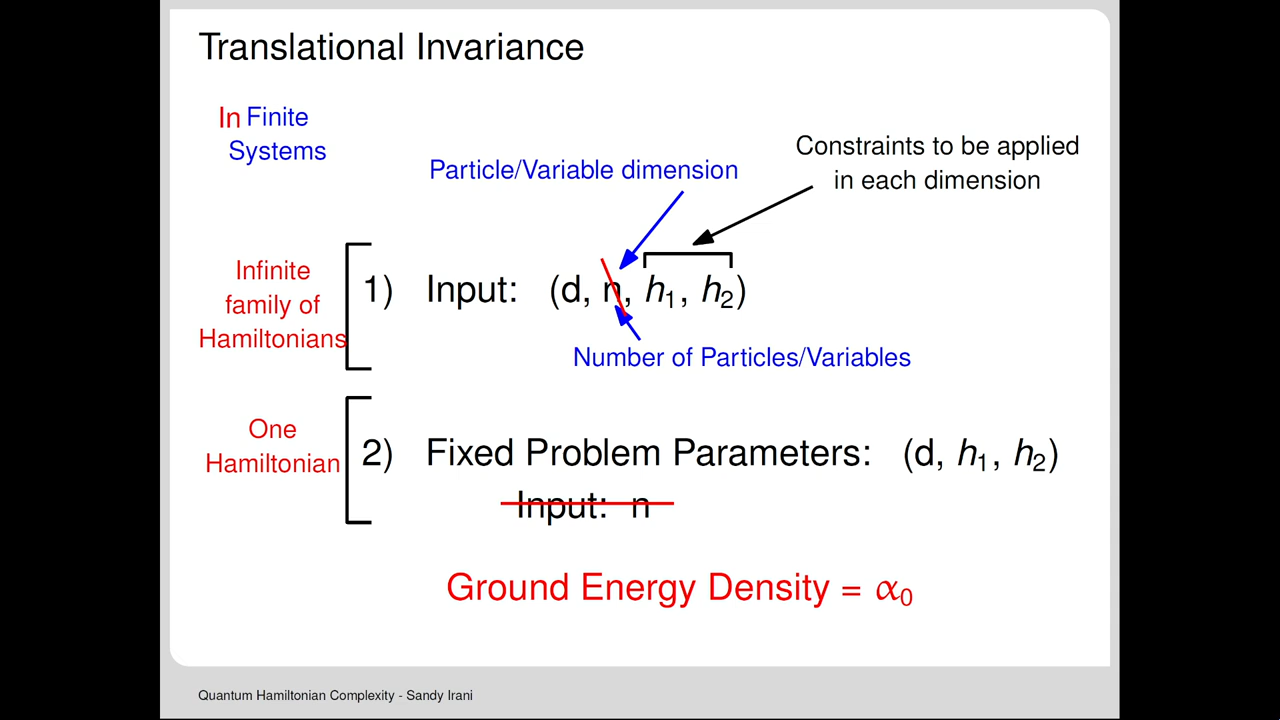 Translational Invariance
In Finite
Systems
Particle/Variable dimension
Constraints to be applied
in each dimension
Infinite
family of
Hamiltonians
1) Input: (d, n, h₁, h₂)
Number of Particles/Variables
One
Hamiltonian
2) Fixed Problem Parameters: (d, h₁, h₂)
Input: n
Ground Energy Density = α₀
Quantum Hamiltonian Complexity - Sandy Irani